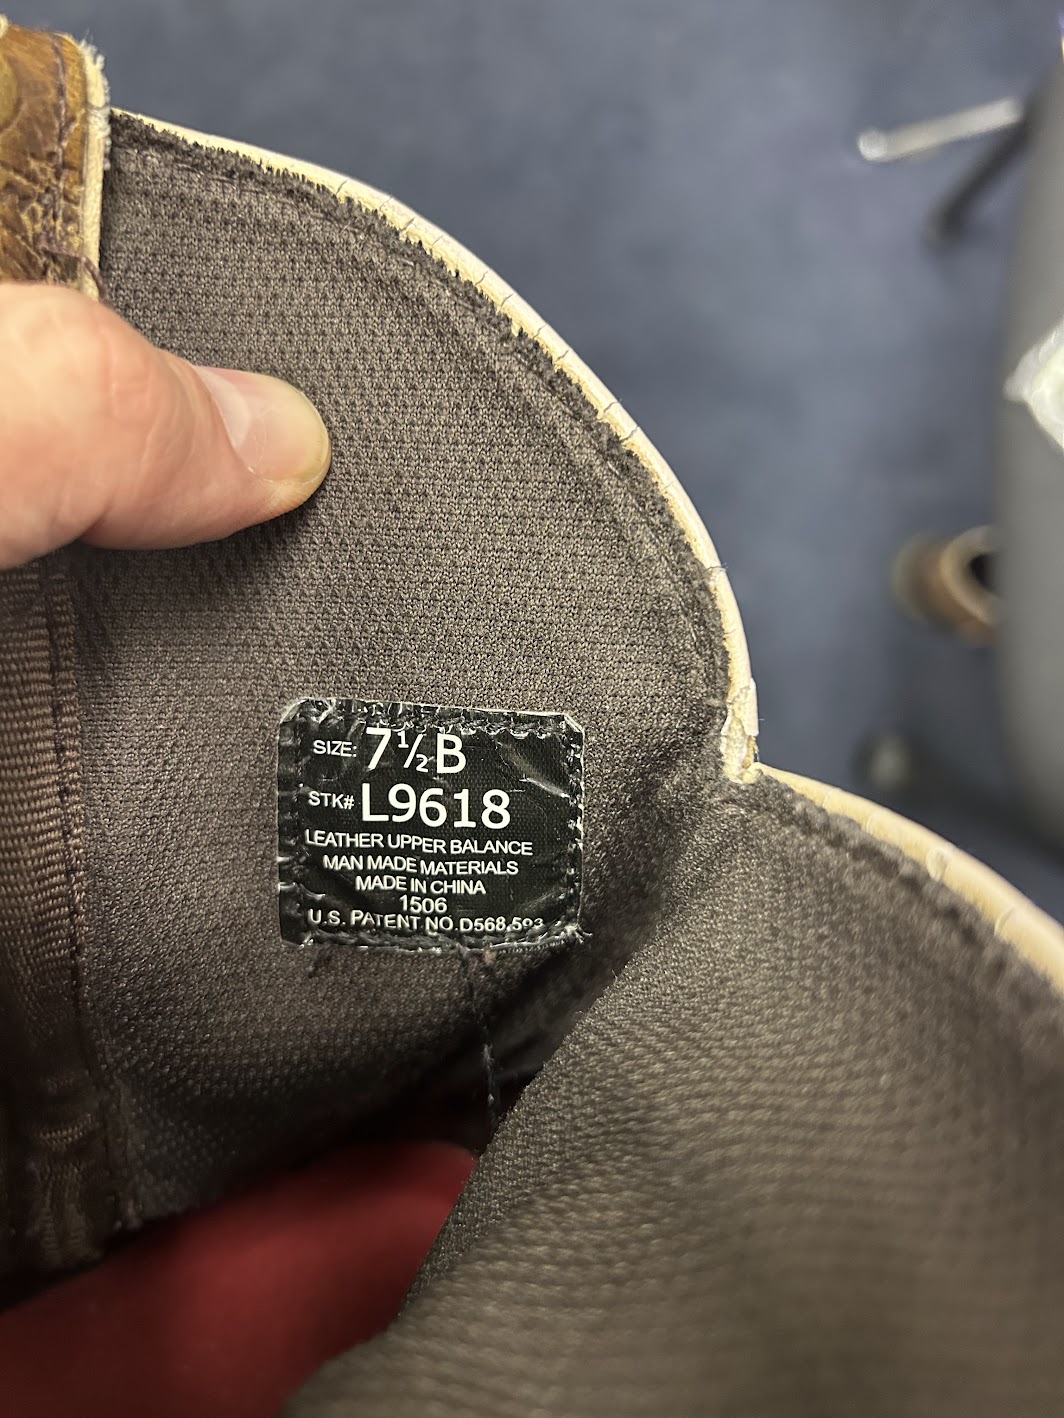 SIZE: 7½B
STK# L9618
LEATHER UPPER BALANCE
MAN MADE MATERIALS
MADE IN CHINA
1506
U.S. PATENT NO.D568,593